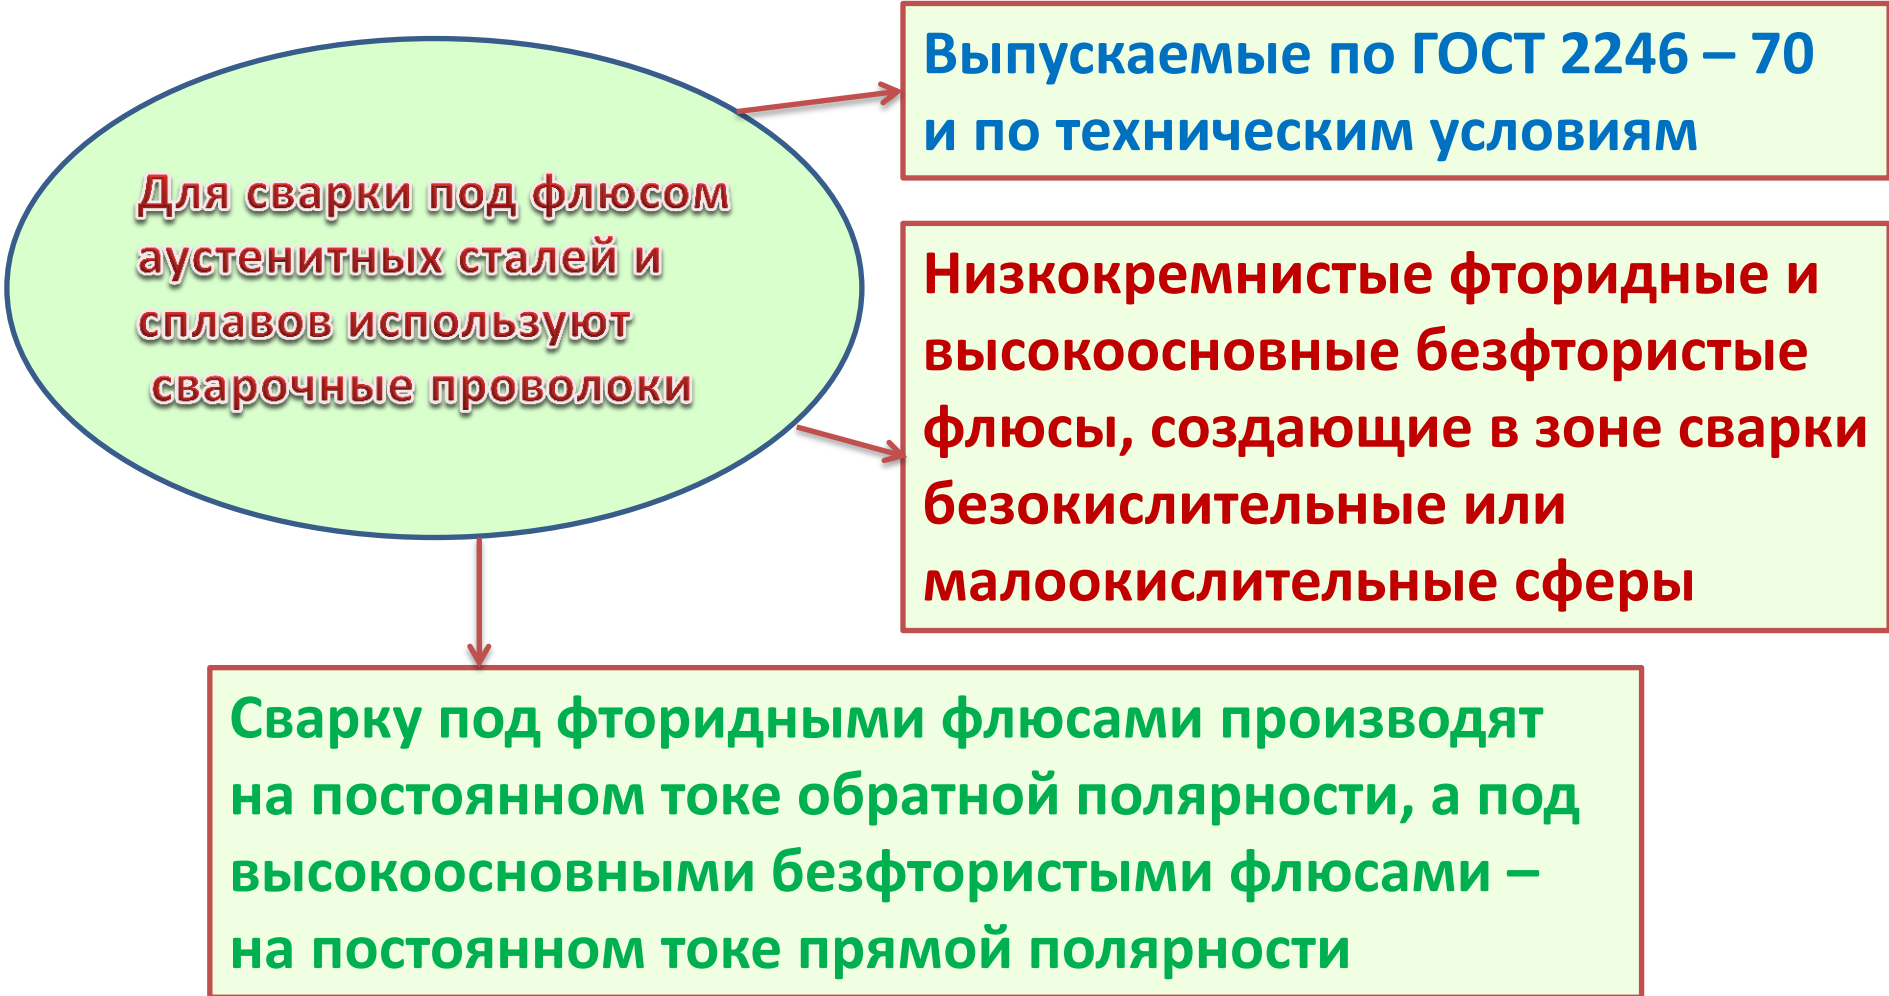 Для сварки под флюсом
аустенитных сталей и
сплавов используют
сварочные проволоки
Выпускаемые по ГОСТ 2246 – 70
и по техническим условиям
Низкокремнистые фторидные и
высокоосновные безфтористые
флюсы, создающие в зоне сварки
безокислительные или
малоокислительные сферы
Сварку под фторидными флюсами производят
на постоянном токе обратной полярности, а под
высокоосновными безфтористыми флюсами –
на постоянном токе прямой полярности